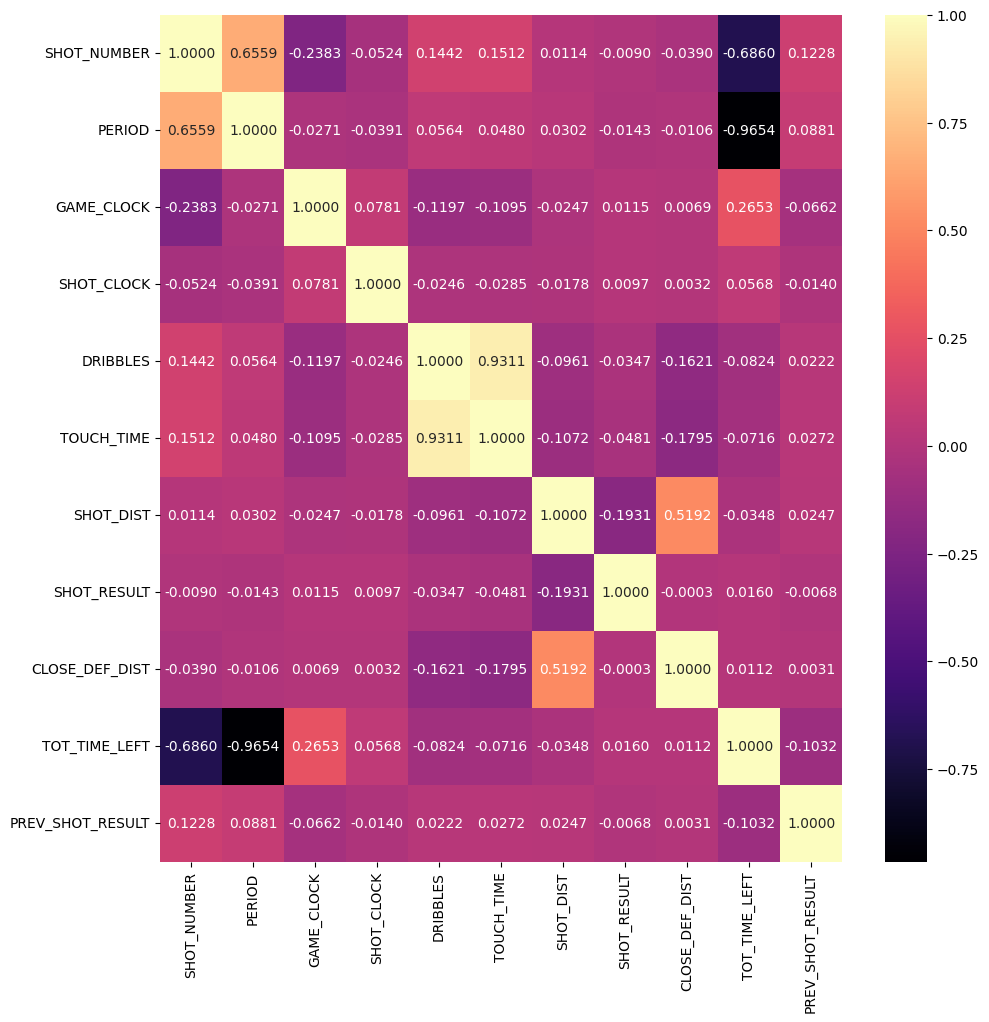 SHOT_NUMBER 1.0000 0.6559 -0.2383 -0.0524 0.1442 0.1512 0.0114 -0.0090 -0.0390 -0.6860 0.1228
PERIOD 0.6559 1.0000 -0.0271 -0.0391 0.0564 0.0480 0.0302 -0.0143 -0.0106 -0.9654 0.0881
GAME_CLOCK -0.2383 -0.0271 1.0000 0.0781 -0.1197 -0.1095 -0.0247 0.0115 0.0069 0.2653 -0.0662
SHOT_CLOCK -0.0524 -0.0391 0.0781 1.0000 -0.0246 -0.0285 -0.0178 0.0097 0.0032 0.0568 -0.0140
DRIBBLES 0.1442 0.0564 -0.1197 -0.0246 1.0000 0.9311 -0.0961 -0.0347 -0.1621 -0.0824 0.0222
TOUCH_TIME 0.1512 0.0480 -0.1095 -0.0285 0.9311 1.0000 -0.1072 -0.0481 -0.1795 -0.0716 0.0272
SHOT_DIST 0.0114 0.0302 -0.0247 -0.0178 -0.0961 -0.1072 1.0000 -0.1931 0.5192 -0.0348 0.0247
SHOT_RESULT -0.0090 -0.0143 0.0115 0.0097 -0.0347 -0.0481 -0.1931 1.0000 -0.0003 0.0160 -0.0068
CLOSE_DEF_DIST -0.0390 -0.0106 0.0069 0.0032 -0.1621 -0.1795 0.5192 -0.0003 1.0000 0.0112 0.0031
TOT_TIME_LEFT -0.6860 -0.9654 0.2653 0.0568 -0.0824 -0.0716 -0.0348 0.0160 0.0112 1.0000 -0.1032
PREV_SHOT_RESULT 0.1228 0.0881 -0.0662 -0.0140 0.0222 0.0272 0.0247 -0.0068 0.0031 -0.1032 1.0000
SHOT_NUMBER
PERIOD
GAME_CLOCK
SHOT_CLOCK
DRIBBLES
TOUCH_TIME
SHOT_DIST
SHOT_RESULT
CLOSE_DEF_DIST
TOT_TIME_LEFT
PREV_SHOT_RESULT
1.00
0.75
0.50
0.25
0.00
−0.25
−0.50
−0.75